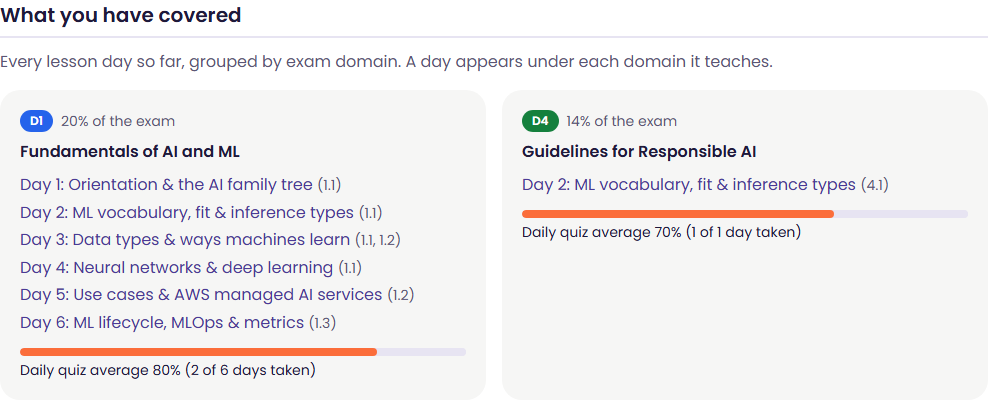 What you have covered
Every lesson day so far, grouped by exam domain. A day appears under each domain it teaches.
D1 20% of the exam
Fundamentals of AI and ML
Day 1: Orientation & the AI family tree (1.1)
Day 2: ML vocabulary, fit & inference types (1.1)
Day 3: Data types & ways machines learn (1.1, 1.2)
Day 4: Neural networks & deep learning (1.1)
Day 5: Use cases & AWS managed AI services (1.2)
Day 6: ML lifecycle, MLOps & metrics (1.3)
Daily quiz average 80% (2 of 6 days taken)
D4 14% of the exam
Guidelines for Responsible AI
Day 2: ML vocabulary, fit & inference types (4.1)
Daily quiz average 70% (1 of 1 day taken)